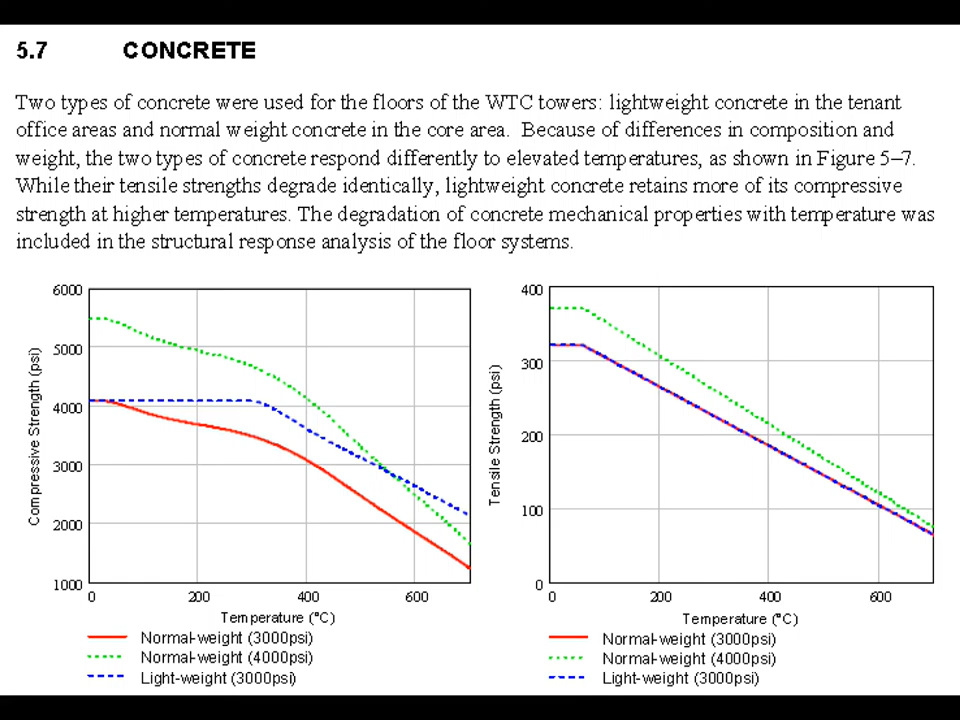 5.7 CONCRETE
Two types of concrete were used for the floors of the WTC towers: lightweight concrete in the tenant
office areas and normal weight concrete in the core area. Because of differences in composition and
weight, the two types of concrete respond differently to elevated temperatures, as shown in Figure 5–7.
While their tensile strengths degrade identically, lightweight concrete retains more of its compressive
strength at higher temperatures. The degradation of concrete mechanical properties with temperature was
included in the structural response analysis of the floor systems.
Compressive Strength (psi)
6000
5000
4000
3000
2000
1000
0 200 400 600
Temperature (°C)
Normal-weight (3000psi)
Normal-weight (4000psi)
Light-weight (3000psi)
Tensile Strength (psi)
400
300
200
100
0
0 200 400 600
Temperature (°C)
Normal-weight (3000psi)
Normal-weight (4000psi)
Light-weight (3000psi)